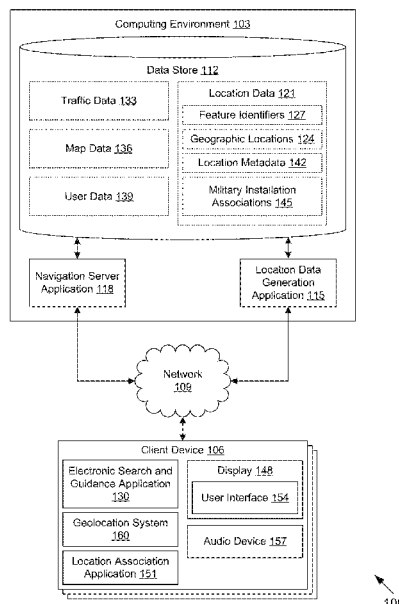 Computing Environment 103
Data Store 112
Traffic Data 133
Map Data 136
User Data 139
Location Data 121
Feature Identifiers 127
Geographic Locations 124
Location Metadata 142
Military Installation
Associations 145
Navigation Server
Application 118
Location Data
Generation
Application 115
Network
109
Client Device 106
Electronic Search and
Guidance Application
130
Geolocation System
160
Location Association
Application 151
Display 148
User Interface 154
Audio Device 157